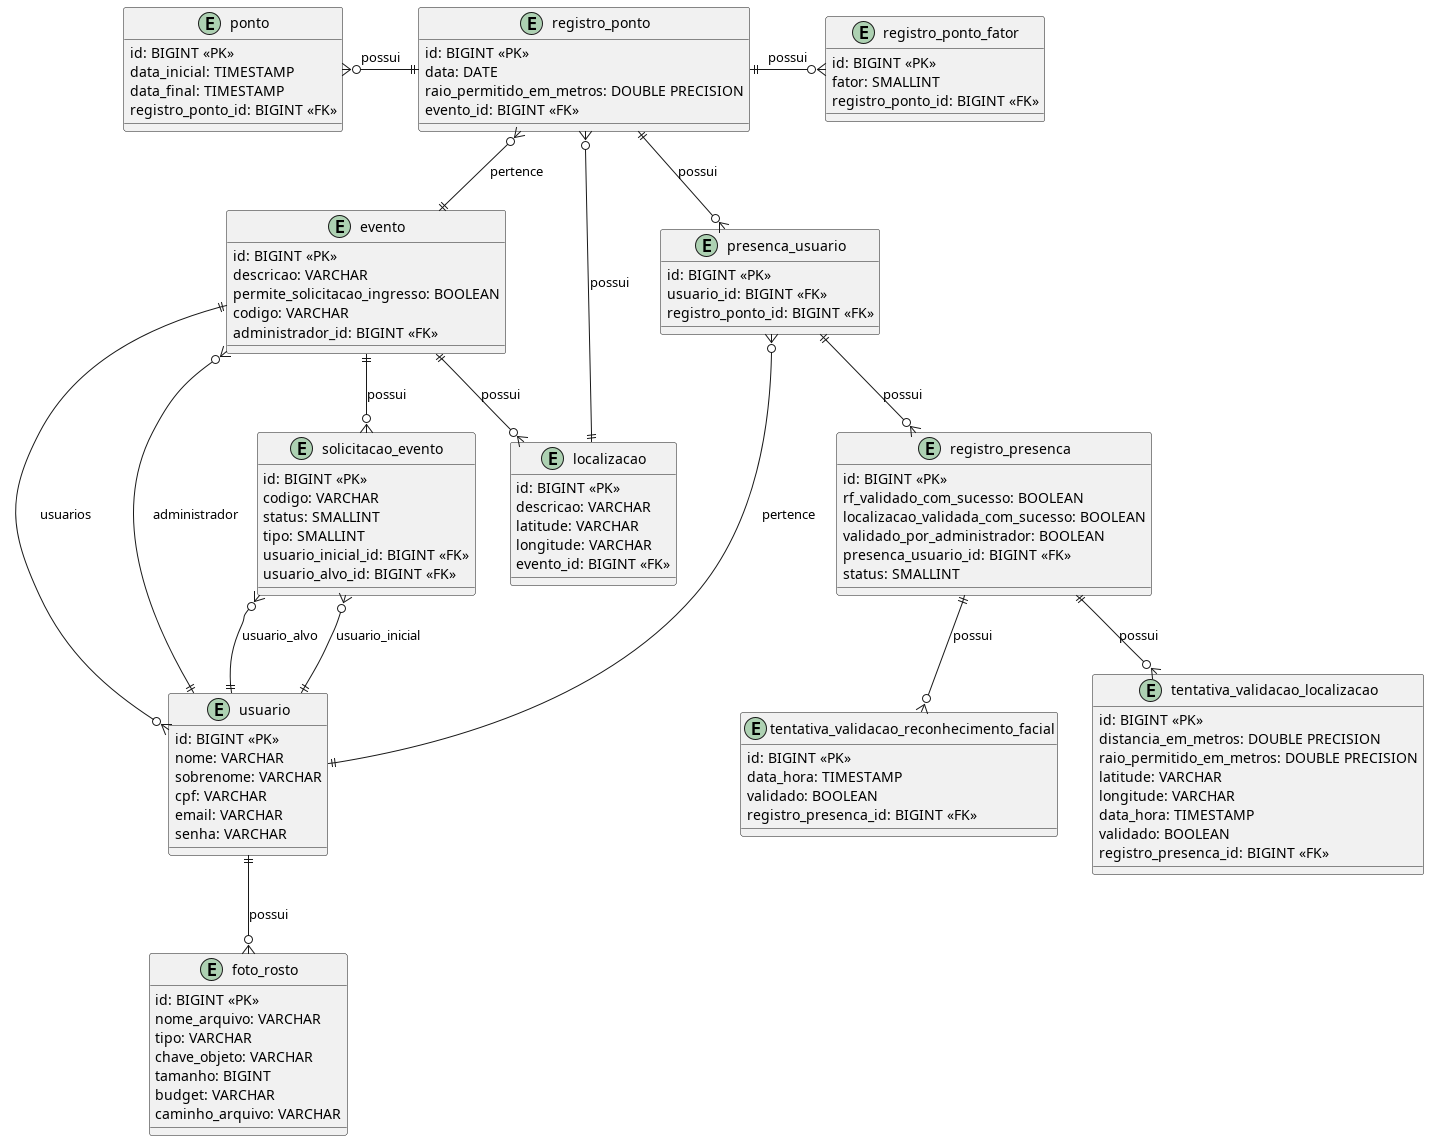 E ponto
id: BIGINT «PK»
data_inicial: TIMESTAMP
data_final: TIMESTAMP
registro_ponto_id: BIGINT «FK»
possui
E registro_ponto
id: BIGINT «PK»
data: DATE
raio_permitido_em_metros: DOUBLE PRECISION
evento_id: BIGINT «FK»
possui
E registro_ponto_fator
id: BIGINT «PK»
fator: SMALLINT
registro_ponto_id: BIGINT «FK»
pertence
possui
possui
E evento
id: BIGINT «PK»
descricao: VARCHAR
permite_solicitacao_ingresso: BOOLEAN
codigo: VARCHAR
administrador_id: BIGINT «FK»
E presenca_usuario
id: BIGINT «PK»
usuario_id: BIGINT «FK»
registro_ponto_id: BIGINT «FK»
possui
possui
possui
usuarios
administrador
E solicitacao_evento
id: BIGINT «PK»
codigo: VARCHAR
status: SMALLINT
tipo: SMALLINT
usuario_inicial_id: BIGINT «FK»
usuario_alvo_id: BIGINT «FK»
E localizacao
id: BIGINT «PK»
descricao: VARCHAR
latitude: VARCHAR
longitude: VARCHAR
evento_id: BIGINT «FK»
pertence
E registro_presenca
id: BIGINT «PK»
rf_validado_com_sucesso: BOOLEAN
localizacao_validada_com_sucesso: BOOLEAN
validado_por_administrador: BOOLEAN
presenca_usuario_id: BIGINT «FK»
status: SMALLINT
usuario_alvo
usuario_inicial
possui
possui
E usuario
id: BIGINT «PK»
nome: VARCHAR
sobrenome: VARCHAR
cpf: VARCHAR
email: VARCHAR
senha: VARCHAR
E tentativa_validacao_reconhecimento_facial
id: BIGINT «PK»
data_hora: TIMESTAMP
validado: BOOLEAN
registro_presenca_id: BIGINT «FK»
E tentativa_validacao_localizacao
id: BIGINT «PK»
distancia_em_metros: DOUBLE PRECISION
raio_permitido_em_metros: DOUBLE PRECISION
latitude: VARCHAR
longitude: VARCHAR
data_hora: TIMESTAMP
validado: BOOLEAN
registro_presenca_id: BIGINT «FK»
possui
E foto_rosto
id: BIGINT «PK»
nome_arquivo: VARCHAR
tipo: VARCHAR
chave_objeto: VARCHAR
tamanho: BIGINT
budget: VARCHAR
caminho_arquivo: VARCHAR